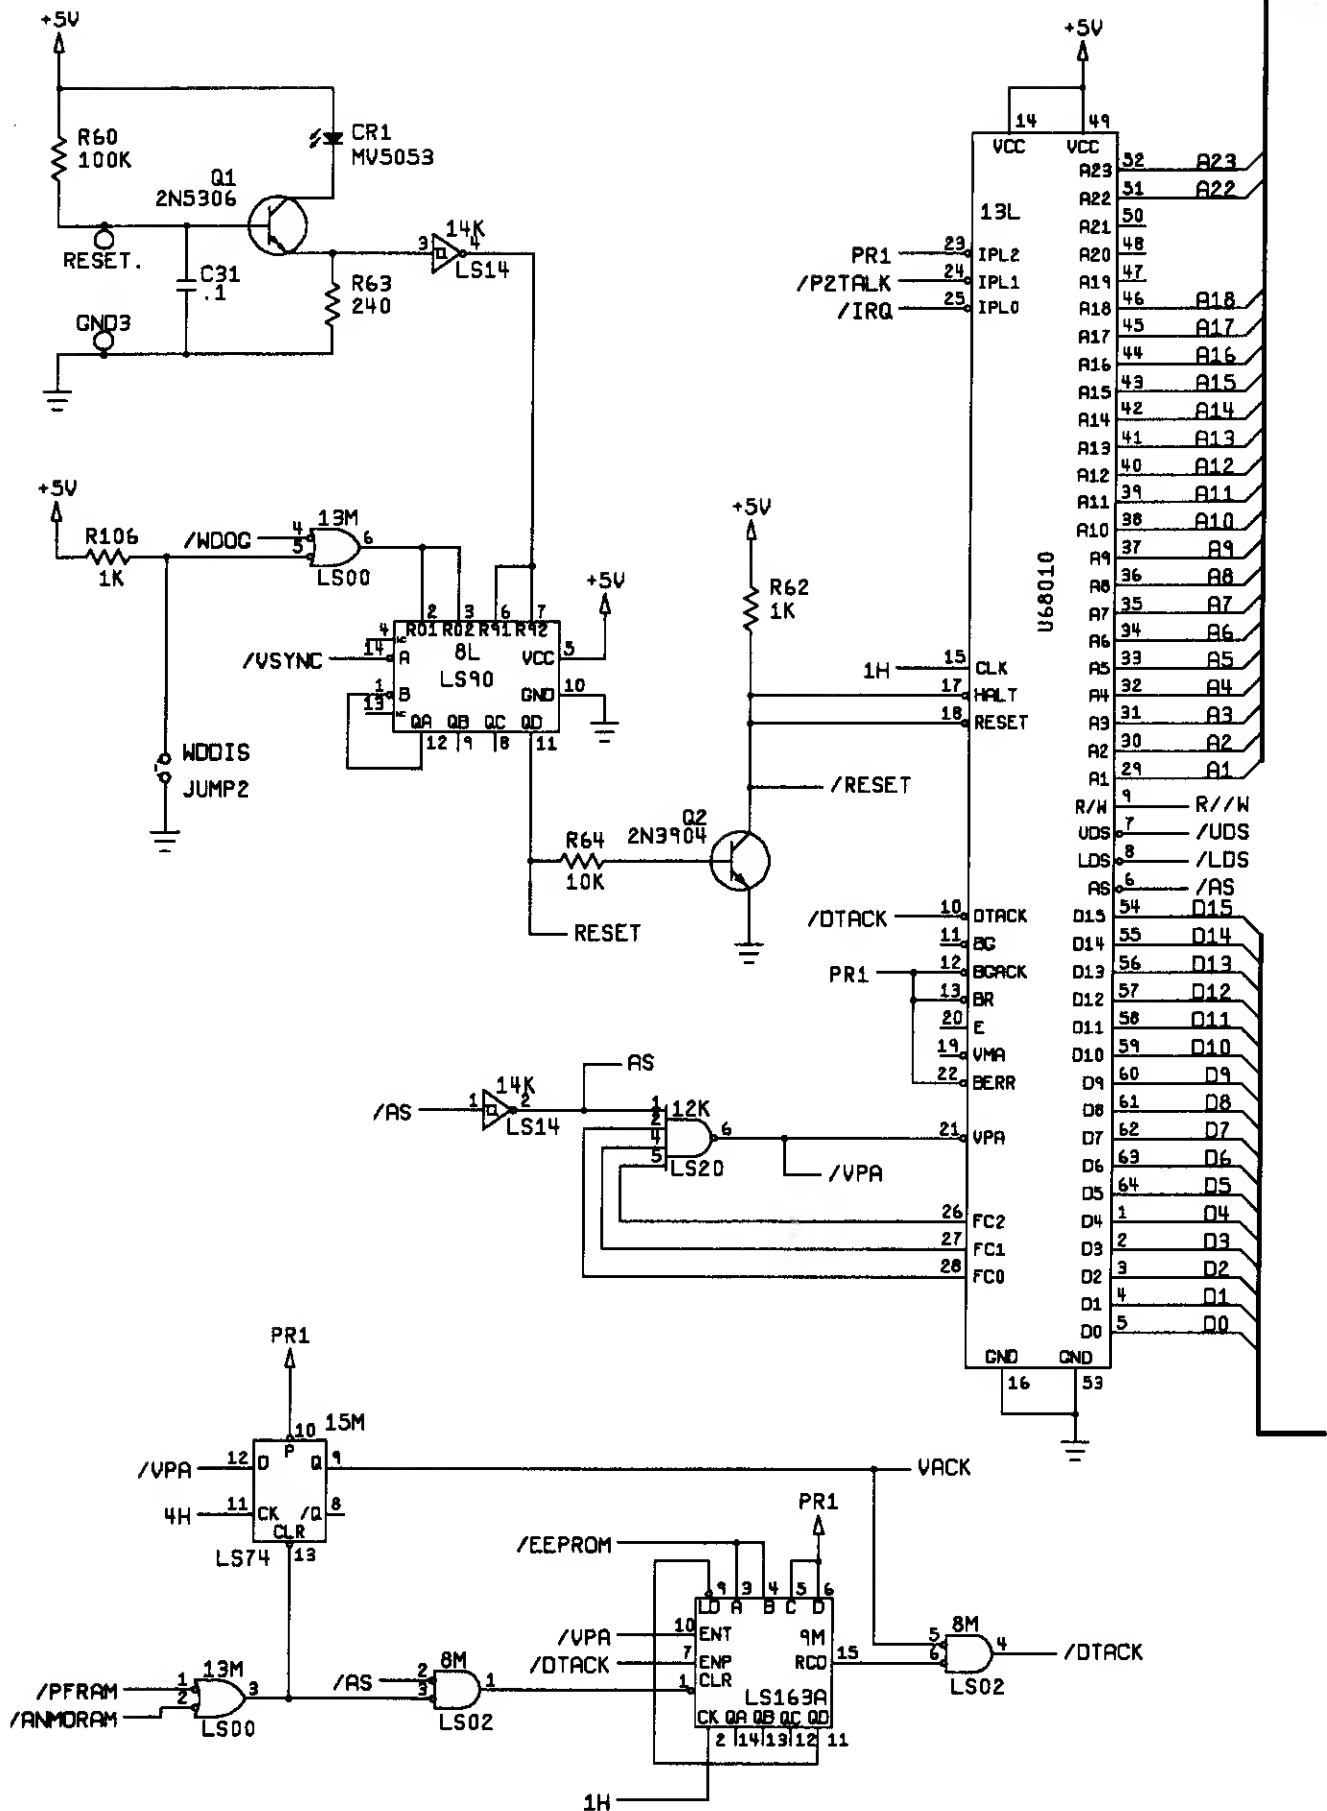 +5V
R60
100K
CR1
MV5053
Q1
2N5306
RESET.
C31
.1
GND3
R63
240
14K
3 4
LS14
+5V
R106
1K
/WDOG
4
5
13M
6
LS00
WDDIS
JUMP2
2 3 6 7
R01 R02 R91 R92
4 NC
/VSYNC 14 A
1 B
13 NC
8L
LS90
VCC 5
+5V
GND 10
QA QB QC QD
12 9 8 11
R64
10K
RESET
+5V
R62
1K
Q2
2N3904
/RESET
+5V
14 49
VCC VCC
13L
U68010
PR1 23 IPL2
/P2TALK 24 IPL1
/IRQ 25 IPL0
1H 15 CLK
17 HALT
18 RESET
/DTACK 10 DTACK
11 BG
PR1 12 BGACK
13 BR
20 E
19 VMA
22 BERR
21 VPA
26 FC2
27 FC1
28 FC0
A23 52 A23
A22 51 A22
A21 50
A20 48
A19 47
A18 46 A18
A17 45 A17
A16 44 A16
A15 43 A15
A14 42 A14
A13 41 A13
A12 40 A12
A11 39 A11
A10 38 A10
A9 37 A9
A8 36 A8
A7 35 A7
A6 34 A6
A5 33 A5
A4 32 A4
A3 31 A3
A2 30 A2
A1 29 A1
R/W 9 R//W
UDS 7 /UDS
LDS 8 /LDS
AS 6 /AS
D15 54 D15
D14 55 D14
D13 56 D13
D12 57 D12
D11 58 D11
D10 59 D10
D9 60 D9
D8 61 D8
D7 62 D7
D6 63 D6
D5 64 D5
D4 1 D4
D3 2 D3
D2 3 D2
D1 4 D1
D0 5 D0
GND GND
16 53
AS
/AS 1
14K
2
LS14
1
2
4
5
12K
6
LS20
/VPA
PR1
10 15M
P
/VPA 12 D Q 9
4H 11 CK /Q 8
CLR
LS74 13
VACK
/PFRAM 1
/ANMORAM 2
13M
3
LS00
/AS 2
3
8M
1
LS02
/EEPROM
PR1
9 3 4 5 6
LD A B C D
/VPA 10 ENT
/DTACK 7 ENP
1 CLR
9M
RCO 15
LS163A
CK QA QB QC QD
2 14 13 12 11
1H
5
6
8M
4
/DTACK
LS02